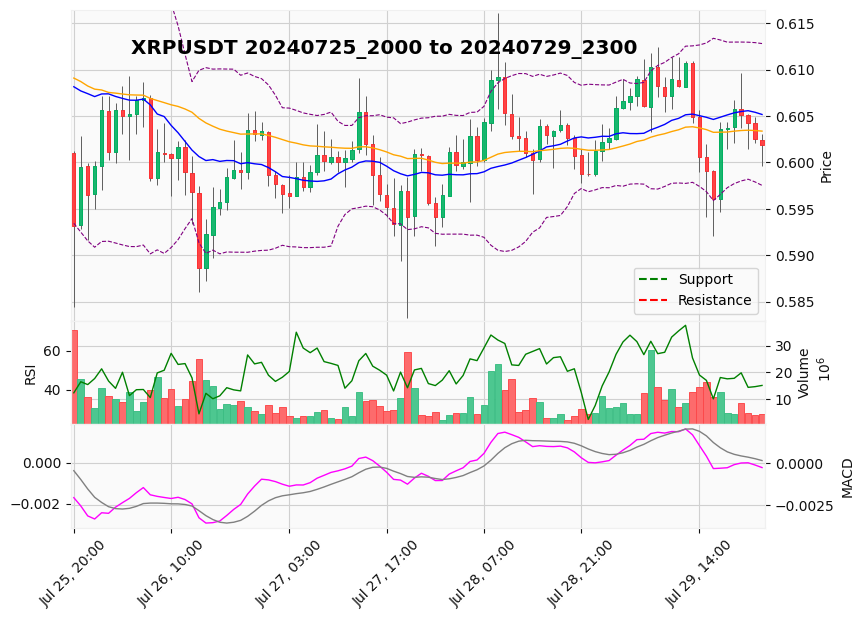 XRPUSDT 20240725_2000 to 20240729_2300
0.615
0.610
0.605
0.600
0.595
0.590
0.585
Price
Support
Resistance
60
40
RSI
30
20
10
Volume
10^6
0.000
−0.002
0.0000
−0.0025
MACD
Jul 25, 20:00
Jul 26, 10:00
Jul 27, 03:00
Jul 27, 17:00
Jul 28, 07:00
Jul 28, 21:00
Jul 29, 14:00